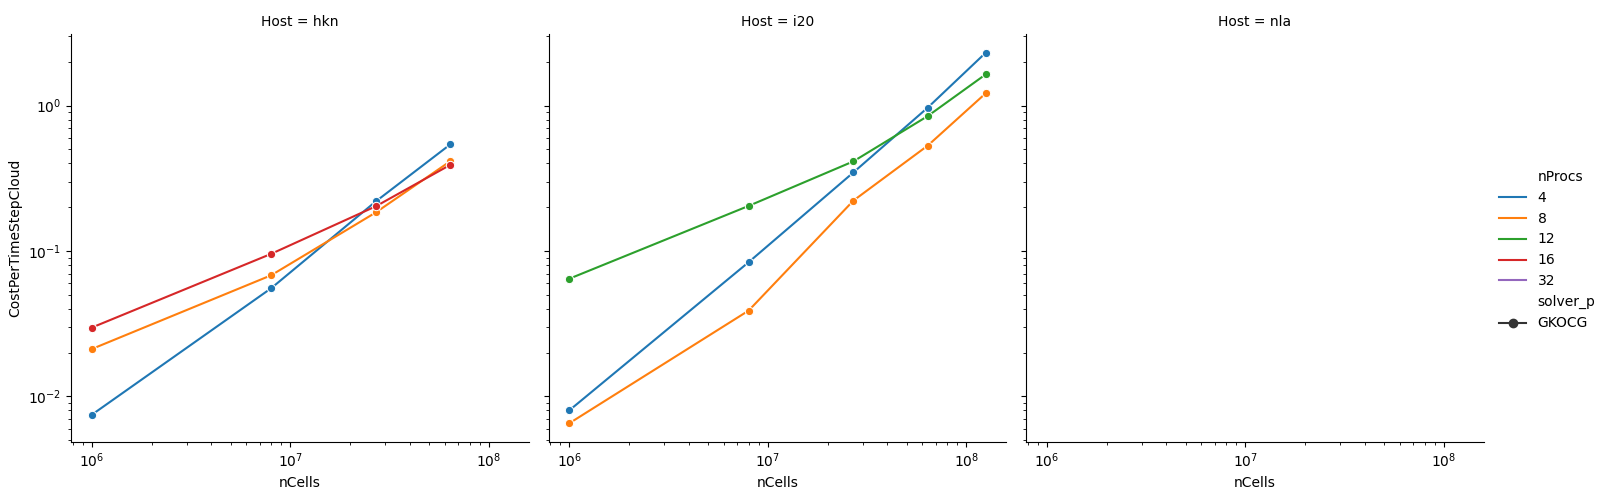 Host = hkn
Host = i20
Host = nla
CostPerTimeStepCloud
10⁰
10⁻¹
10⁻²
10⁶
10⁷
10⁸
nCells
10⁶
10⁷
10⁸
nCells
10⁶
10⁷
10⁸
nCells
nProcs
4
8
12
16
32
solver_p
GKOCG